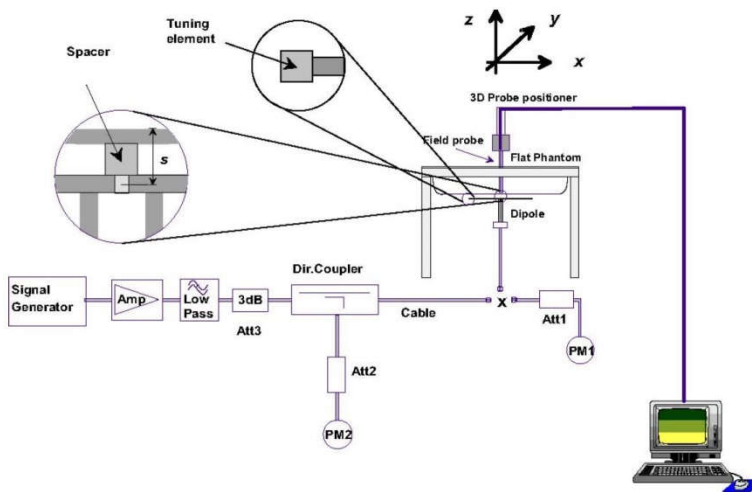 Tuning
element
Spacer
z
y
x
3D Probe positioner
Field probe
Flat Phantom
s
Dipole
Dir.Coupler
Signal
Generator
Amp
Low
Pass
3dB
Att3
Cable
x
Att1
PM1
Att2
PM2